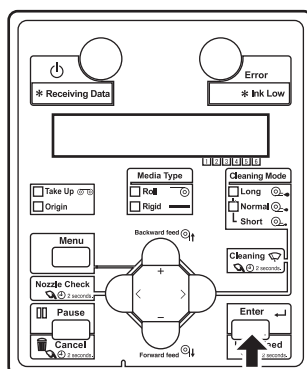 Error
* Receiving Data
* Ink Low
1 2 3 4 5 6
Media Type
Cleaning Mode
Take Up
Roll
Long
Origin
Rigid
Normal
Short
Menu
Backward feed
+
Cleaning
2 seconds.
Nozzle Check
2 seconds.
< >
Pause
−
Enter
Cancel
2 seconds.
Forward feed
2 seconds.